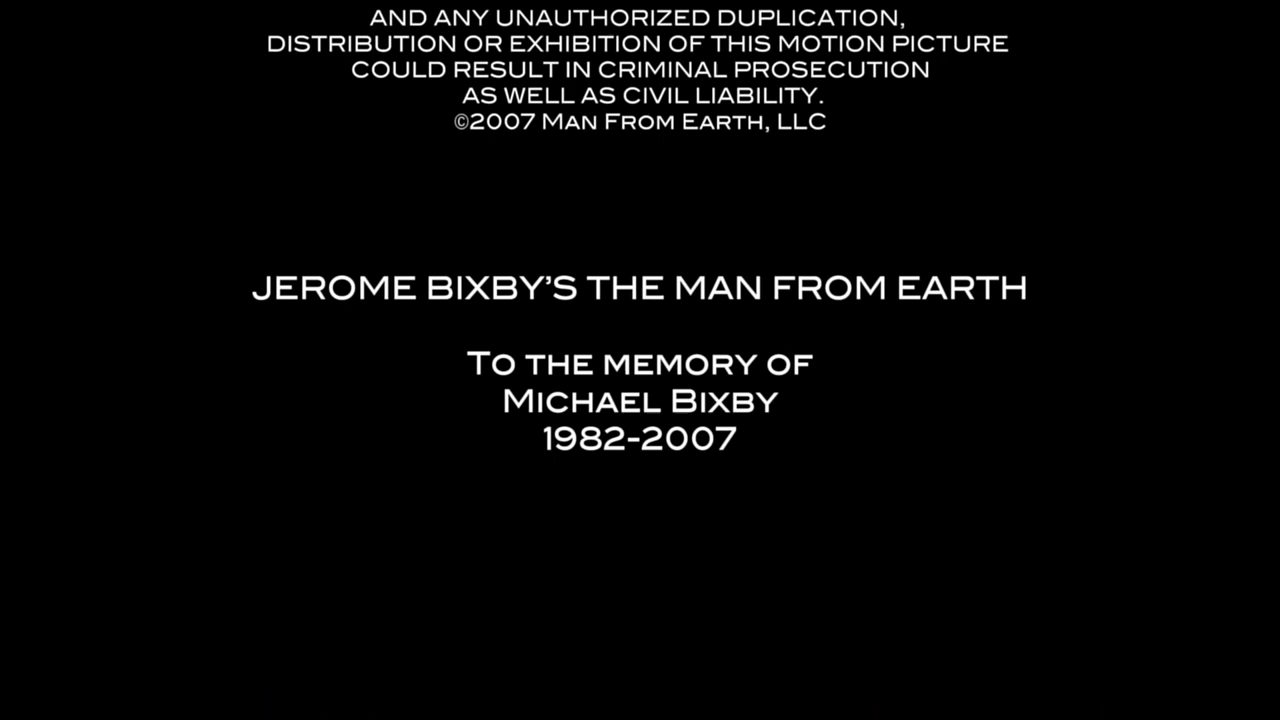 AND ANY UNAUTHORIZED DUPLICATION,
DISTRIBUTION OR EXHIBITION OF THIS MOTION PICTURE
COULD RESULT IN CRIMINAL PROSECUTION
AS WELL AS CIVIL LIABILITY.
©2007 MAN FROM EARTH, LLC
JEROME BIXBY'S THE MAN FROM EARTH
TO THE MEMORY OF
MICHAEL BIXBY
1982-2007